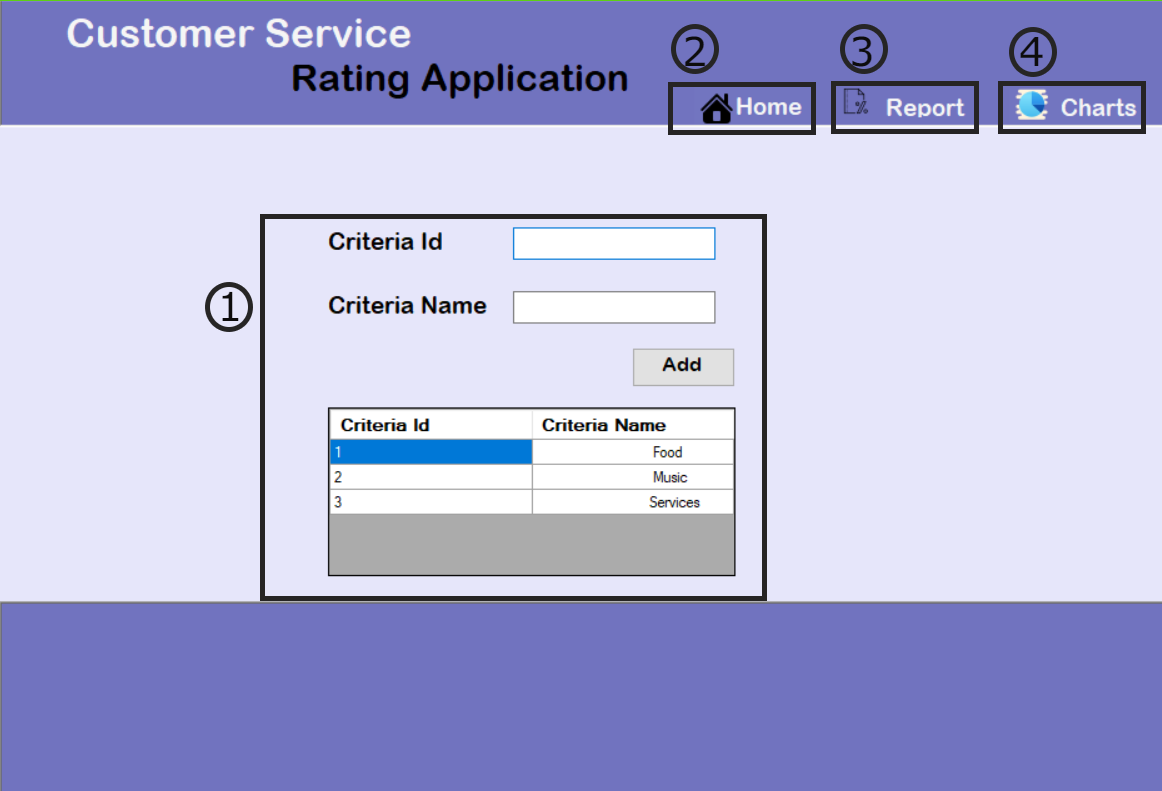 Customer Service
Rating Application
② ③ ④
Home Report Charts
①
Criteria Id
Criteria Name
Add
Criteria Id Criteria Name
1 Food
2 Music
3 Services